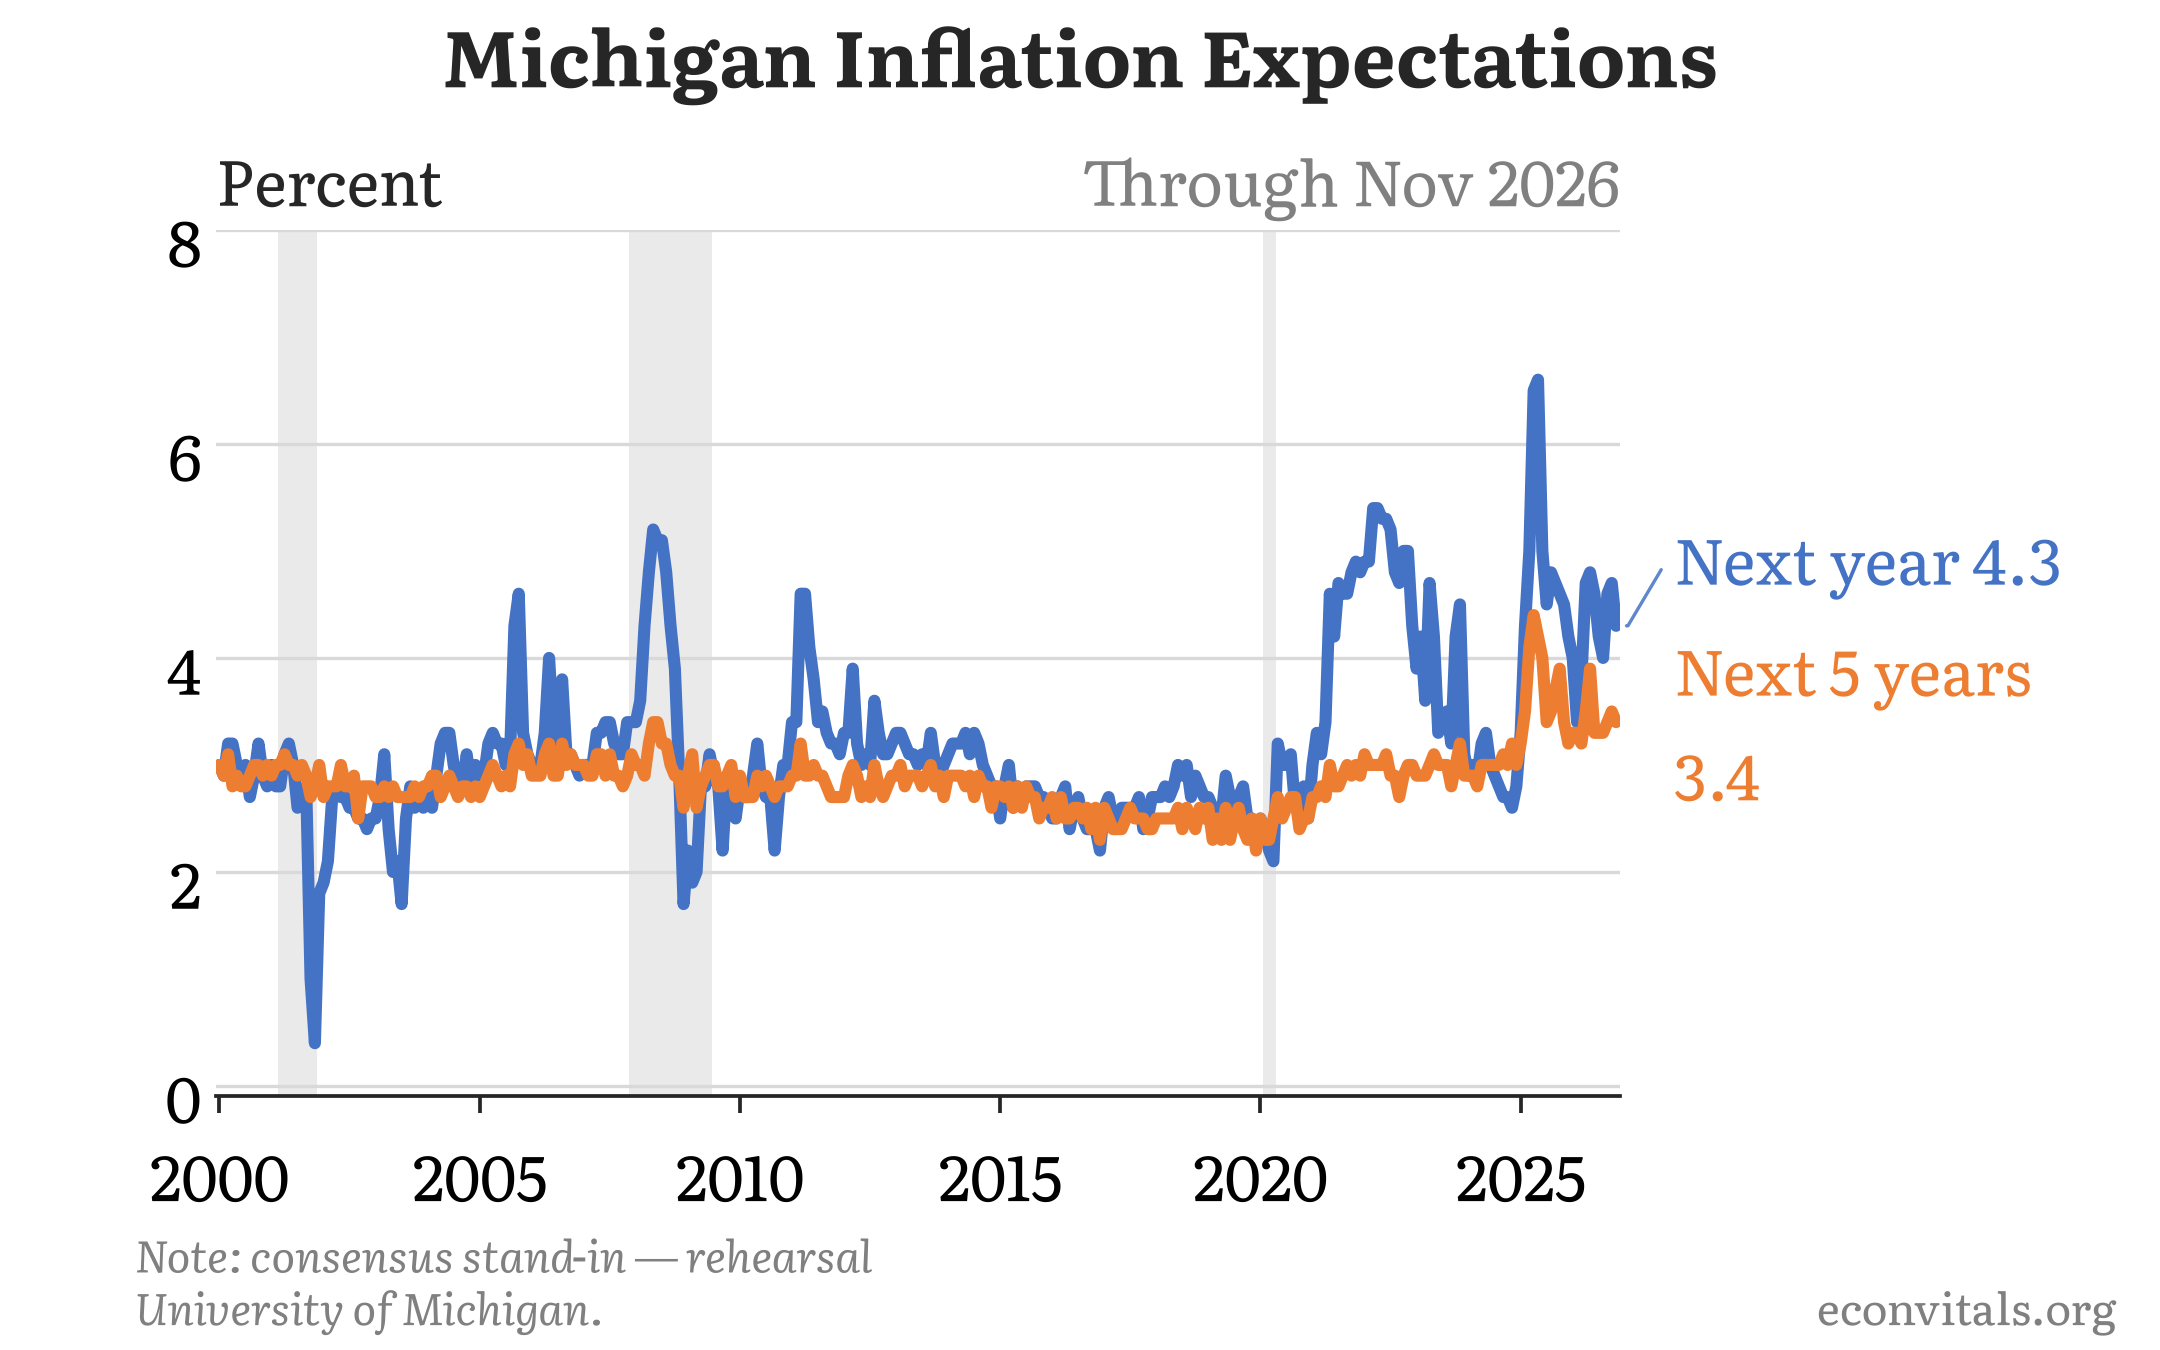 Michigan Inflation Expectations
Percent
Through Nov 2026
8
6
4
2
0
Next year 4.3
Next 5 years
3.4
2000 2005 2010 2015 2020 2025
Note: consensus stand-in — rehearsal
University of Michigan.
econvitals.org